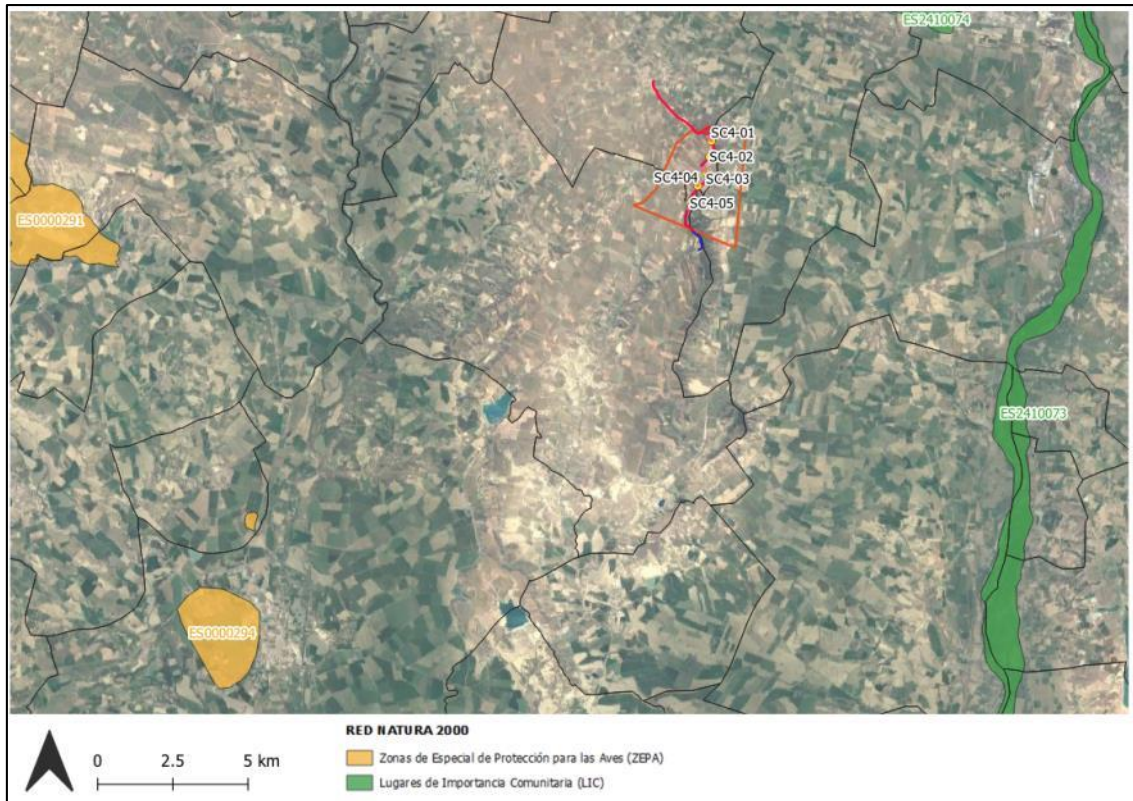 ES2410074
SC4-01
SC4-02
SC4-04 SC4-03
SC4-05
ES0000291
ES2410073
ES0000294
RED NATURA 2000
0 2.5 5 km
Zonas de Especial de Protección para las Aves (ZEPA)
Lugares de Importancia Comunitaria (LIC)